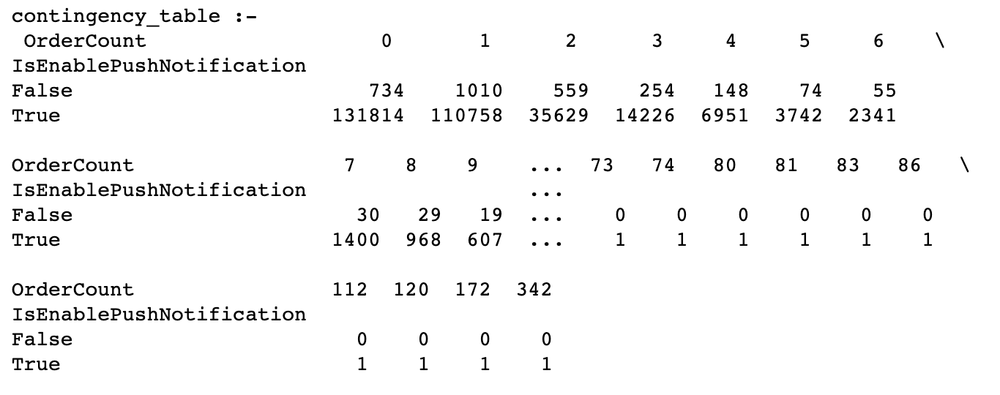 contingency_table :-
OrderCount 0 1 2 3 4 5 6 \
IsEnablePushNotification
False 734 1010 559 254 148 74 55
True 131814 110758 35629 14226 6951 3742 2341
OrderCount 7 8 9 ... 73 74 80 81 83 86 \
IsEnablePushNotification ...
False 30 29 19 ... 0 0 0 0 0 0
True 1400 968 607 ... 1 1 1 1 1 1
OrderCount 112 120 172 342
IsEnablePushNotification
False 0 0 0 0
True 1 1 1 1